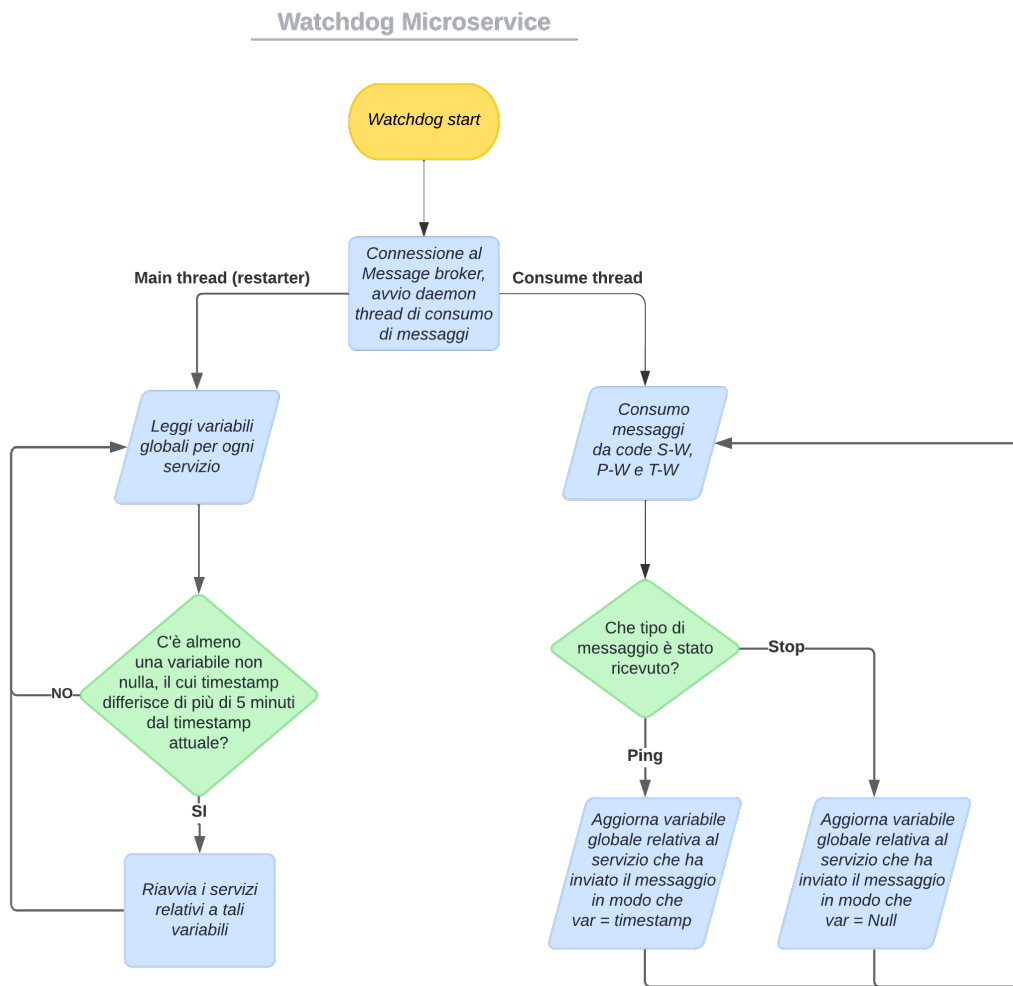 Watchdog Microservice
Watchdog start
Connessione al
Message broker,
avvio daemon
thread di consumo
di messaggi
Main thread (restarter)
Consume thread
Leggi variabili
globali per ogni
servizio
Consumo
messaggi
da code S-W,
P-W e T-W
C'è almeno
una variabile non
nulla, il cui timestamp
differisce di più di 5 minuti
dal timestamp
attuale?
NO
SI
Riavvia i servizi
relativi a tali
variabili
Che tipo di
messaggio è stato
ricevuto?
Stop
Ping
Aggiorna variabile
globale relativa al
servizio che ha
inviato il messaggio
in modo che
var = timestamp
Aggiorna variabile
globale relativa al
servizio che ha
inviato il messaggio
in modo che
var = Null